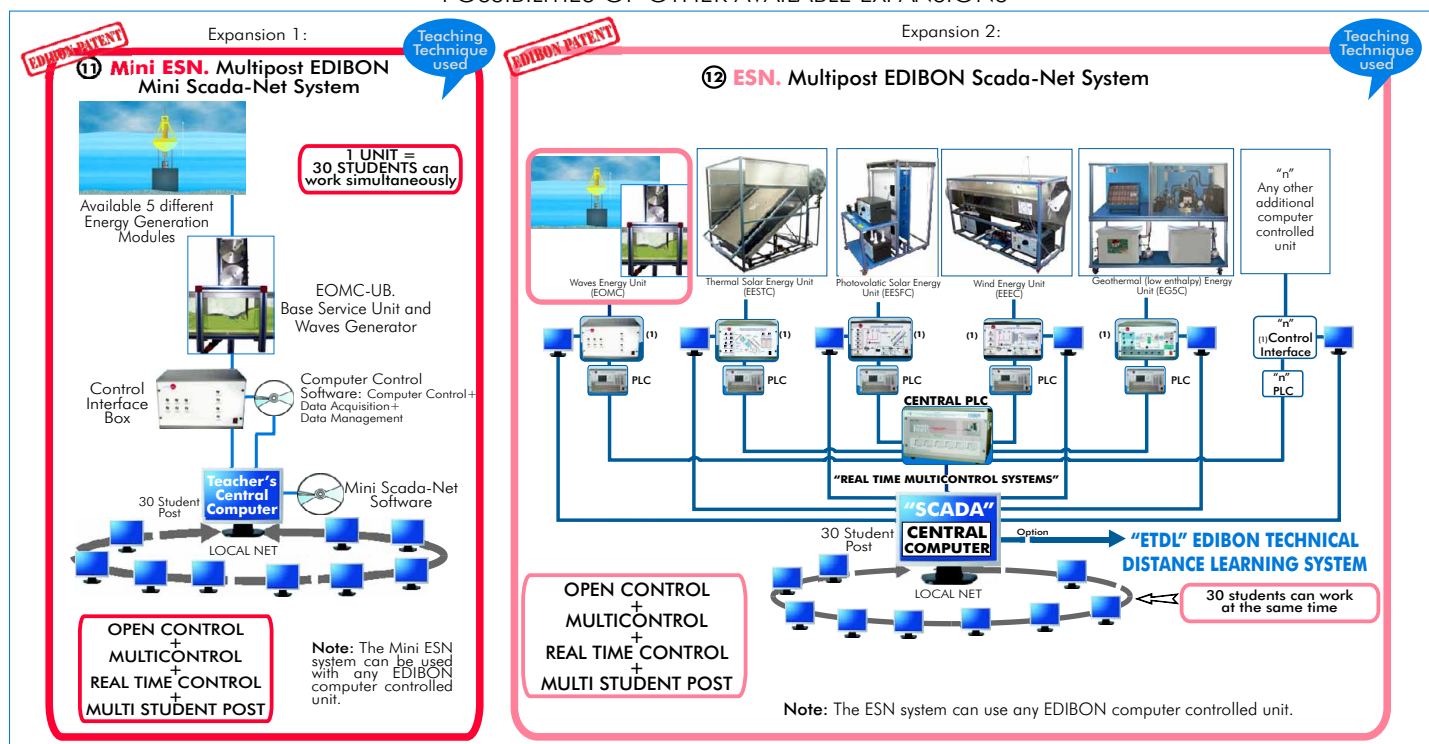 POSSIBILITIES OF OTHER AVAILABLE EXPANSIONS
Expansion 1:
EDIBON PATENT
Teaching
Technique
used
11 Mini ESN. Multipost EDIBON
Mini Scada-Net System
1 UNIT =
30 STUDENTS can
work simultaneously
Available 5 different
Energy Generation
Modules
EOMC-UB.
Base Service Unit and
Waves Generator
Control
Interface
Box
Computer Control
Software: Computer Control+
Data Acquisition+
Data Management
Teacher's
Central
Computer
30 Student
Post
Mini Scada-Net
Software
LOCAL NET
OPEN CONTROL
+
MULTICONTROL
+
REAL TIME CONTROL
+
MULTI STUDENT POST
Note: The Mini ESN
system can be used
with any EDIBON
computer controlled
unit.
Expansion 2:
EDIBON PATENT
Teaching
Technique
used
12 ESN. Multipost EDIBON Scada-Net System
Waves Energy Unit
(EOMC)
Thermal Solar Energy Unit
(EESTC)
Photovolatic Solar Energy
Unit (EESFC)
Wind Energy Unit
(EEEC)
Geothermal (low enthalpy) Energy
Unit (EG5C)
"n"
Any other
additional
computer
controlled
unit
(1)
(1)
(1)
(1)
(1)
"n"
(1)Control
Interface
PLC
PLC
PLC
PLC
PLC
"n"
PLC
CENTRAL PLC
"REAL TIME MULTICONTROL SYSTEMS"
"SCADA"
CENTRAL
COMPUTER
30 Student
Post
Option
"ETDL" EDIBON TECHNICAL
DISTANCE LEARNING SYSTEM
LOCAL NET
30 students can work
at the same time
OPEN CONTROL
+
MULTICONTROL
+
REAL TIME CONTROL
+
MULTI STUDENT POST
Note: The ESN system can use any EDIBON computer controlled unit.